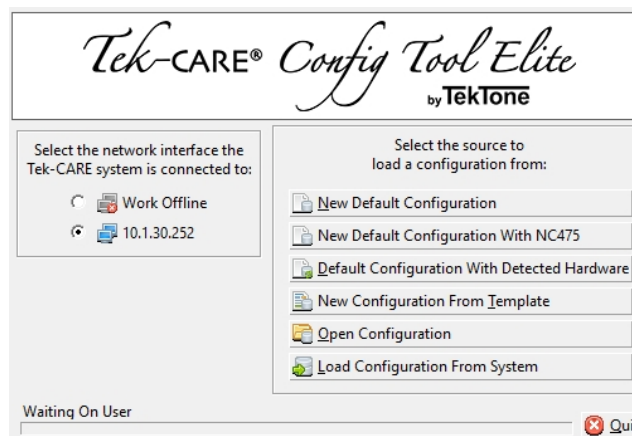 Tek-CARE® Config Tool Elite
by TekTone
Select the network interface the
Tek-CARE system is connected to:
Work Offline
10.1.30.252
Select the source to
load a configuration from:
New Default Configuration
New Default Configuration With NC475
Default Configuration With Detected Hardware
New Configuration From Template
Open Configuration
Load Configuration From System
Waiting On User
Qui